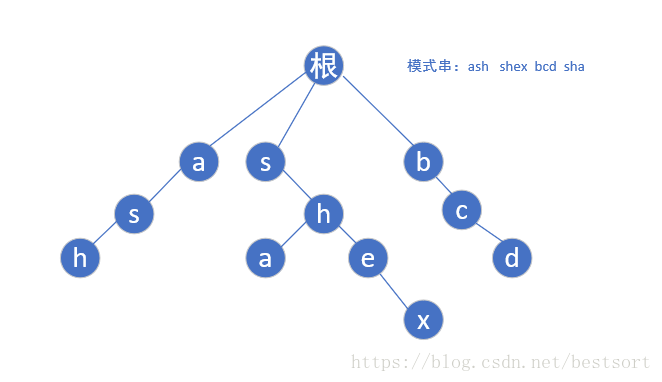 根
模式串：ash shex bcd sha
a s b
s h c
h a e d
x
https://blog.csdn.net/bestsort